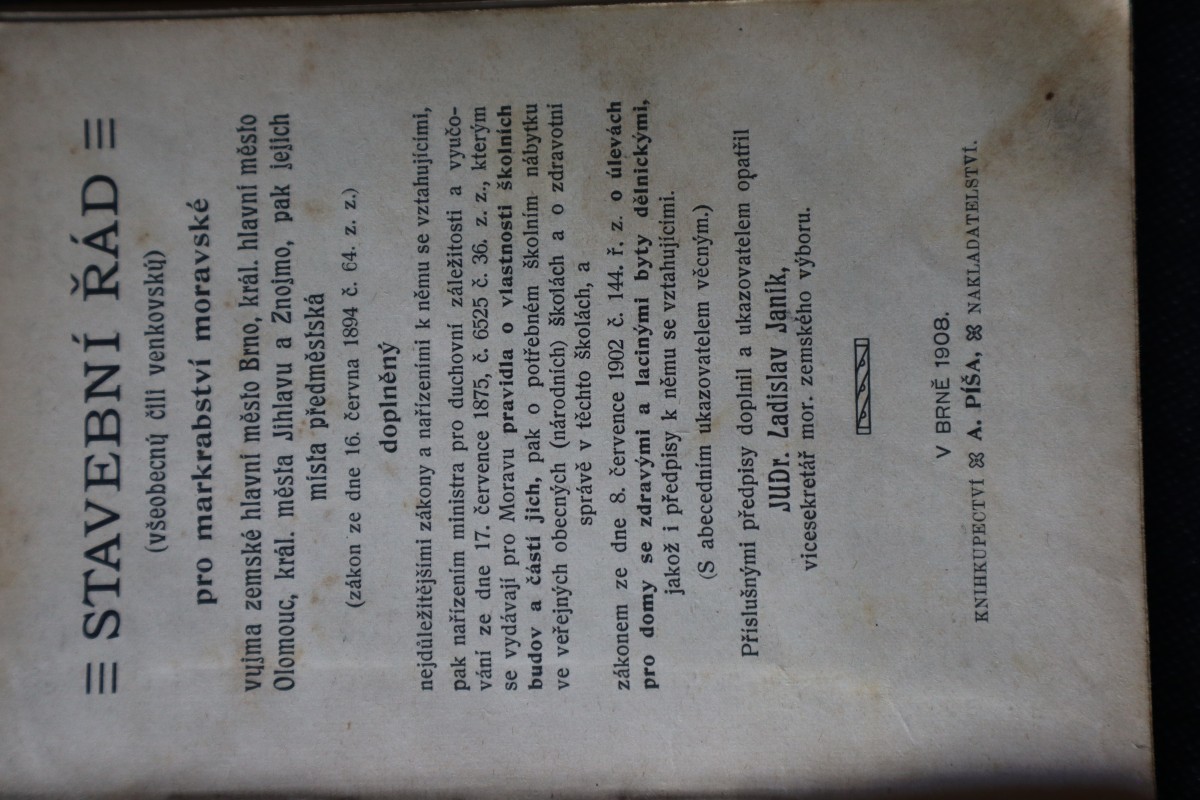 STAVEBNÍ ŘÁD
(všeobecný čili venkovský)
pro markrabství moravské
vyjma zemské hlavní město Brno, král. hlavní město
Olomouc, král. města Jihlavu a Znojmo, pak jejich
místa předměstská
(zákon ze dne 16. června 1894 č. 64. z. z.)
doplněný
nejdůležitějšími zákony a nařízeními k němu se vztahujícími,
pak nařízením ministra pro duchovní záležitosti a vyučo-
vání ze dne 17. července 1875, č. 6525 č. 36. z. z., kterým
se vydávají pro Moravu pravidla o vlastnosti školních
budov a částí jich, pak o potřebném školním nábytku
ve veřejných obecných (národních) školách a o zdravotní
správě v těchto školách, a
zákonem ze dne 8. července 1902 č. 144. ř. z. o úlevách
pro domy se zdravými a lacinými byty dělnickými,
jakož i předpisy k němu se vztahujícími.
(S abecedním ukazovatelem věcným.)
Příslušnými předpisy doplnil a ukazovatelem opatřil
JUDr. Ladislav Janík,
vicesekretář mor. zemského výboru.
V BRNĚ 1908.
KNIHKUPECTVÍ A. PÍŠA, NAKLADATELSTVÍ.